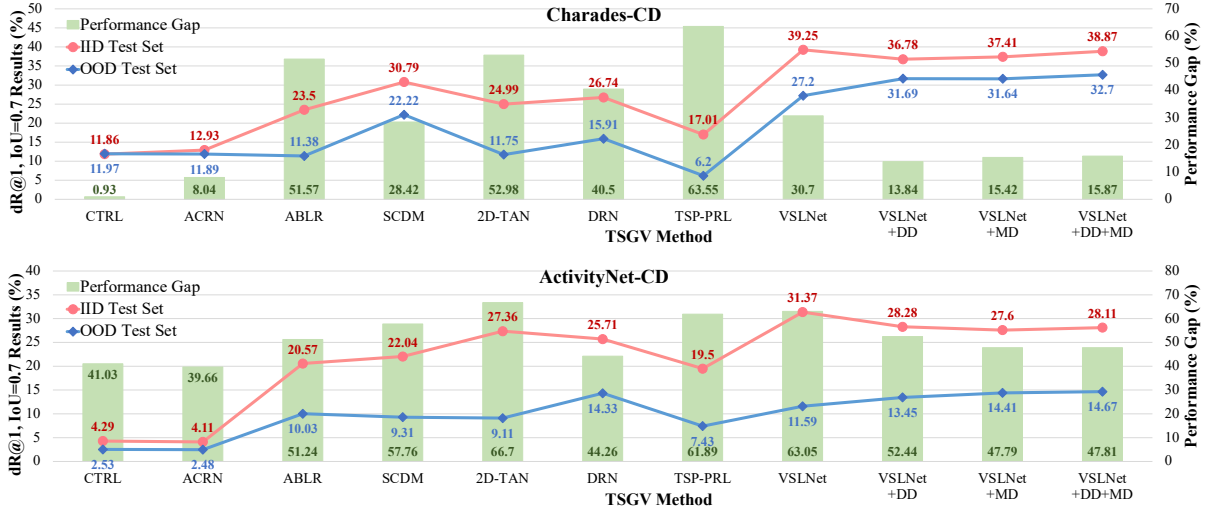 Charades-CD
dR@1, IoU=0.7 Results (%)
Performance Gap (%)
50
45
40
35
30
25
20
15
10
5
0
70
60
50
40
30
20
10
0
Performance Gap
IID Test Set
OOD Test Set
11.86 12.93 23.5 30.79 24.99 26.74 17.01 39.25 36.78 37.41 38.87
11.97 11.89 11.38 22.22 11.75 15.91 6.2 27.2 31.69 31.64 32.7
0.93 8.04 51.57 28.42 52.98 40.5 63.55 30.7 13.84 15.42 15.87
CTRL ACRN ABLR SCDM 2D-TAN DRN TSP-PRL VSLNet VSLNet VSLNet VSLNet
+DD +MD +DD+MD
TSGV Method
ActivityNet-CD
dR@1, IoU=0.7 Results (%)
Performance Gap (%)
40
35
30
25
20
15
10
5
0
80
70
60
50
40
30
20
10
0
Performance Gap
IID Test Set
OOD Test Set
4.29 4.11 20.57 22.04 27.36 25.71 19.5 31.37 28.28 27.6 28.11
2.53 2.48 10.03 9.31 9.11 14.33 7.43 11.59 13.45 14.41 14.67
41.03 39.66 51.24 57.76 66.7 44.26 61.89 63.05 52.44 47.79 47.81
CTRL ACRN ABLR SCDM 2D-TAN DRN TSP-PRL VSLNet VSLNet VSLNet VSLNet
+DD +MD +DD+MD
TSGV Method